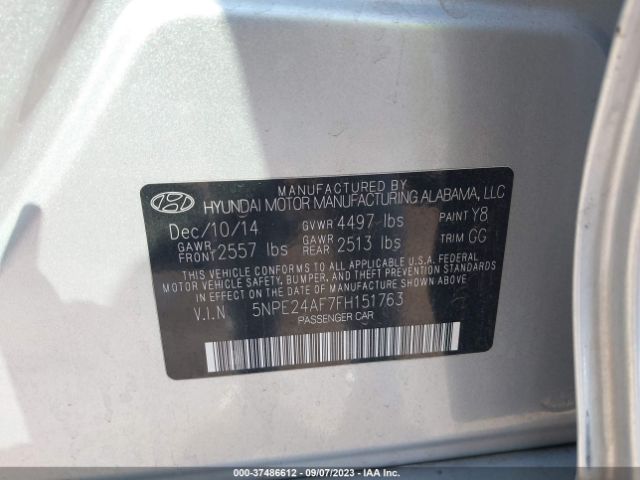 MANUFACTURED BY
HYUNDAI MOTOR MANUFACTURING ALABAMA, LLC
Dec/10/14 GVWR 4497 lbs PAINT Y8
GAWR FRONT 2557 lbs GAWR REAR 2513 lbs TRIM GG
THIS VEHICLE CONFORMS TO ALL APPLICABLE U.S.A. FEDERAL
MOTOR VEHICLE SAFETY, BUMPER, AND THEFT PREVENTION STANDARDS
IN EFFECT ON THE DATE OF MANUFACTURE SHOWN ABOVE.
V.I.N 5NPE24AF7FH151763
PASSENGER CAR
000-37486612 - 09/07/2023 - IAA Inc.